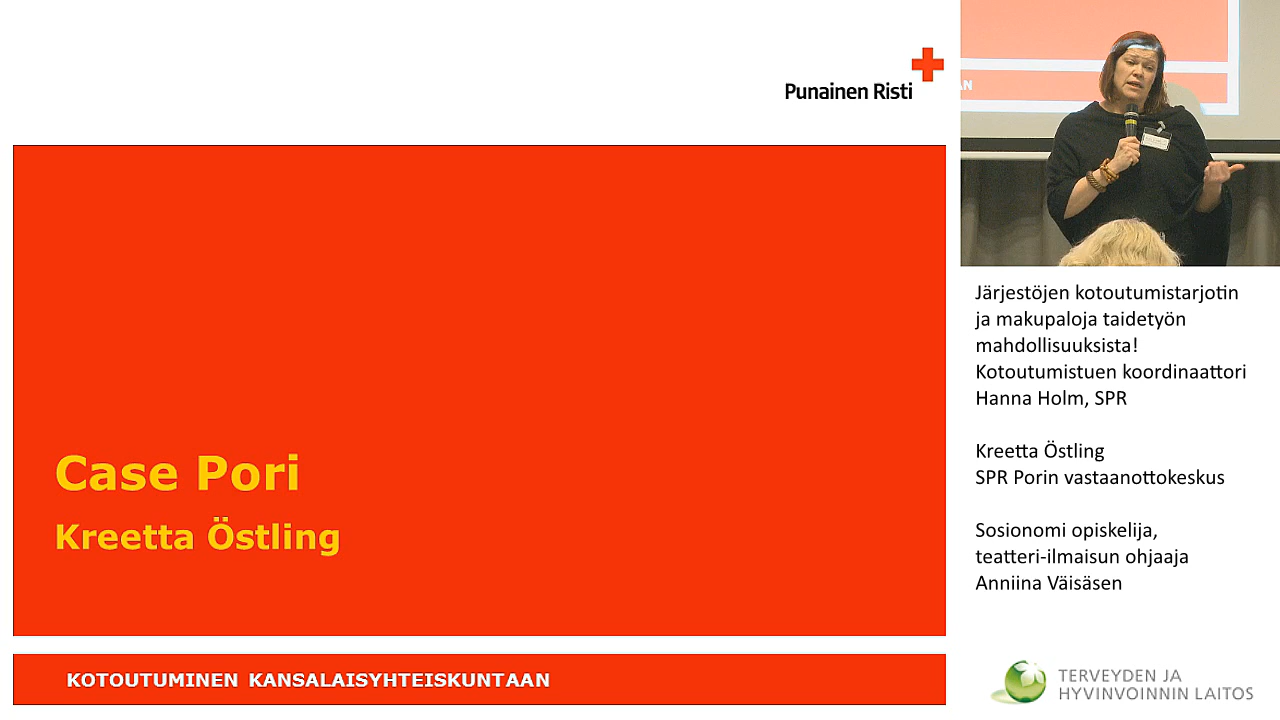 Punainen Risti
Case Pori
Kreetta Östling
KOTOUTUMINEN KANSALAISYHTEISKUNTAAN
AN
Järjestöjen kotoutumistarjotin
ja makupaloja taidetyön
mahdollisuuksista!
Kotoutumistuen koordinaattori
Hanna Holm, SPR
Kreetta Östling
SPR Porin vastaanottokeskus
Sosionomi opiskelija,
teatteri-ilmaisun ohjaaja
Anniina Väisäsen
TERVEYDEN JA
HYVINVOINNIN LAITOS